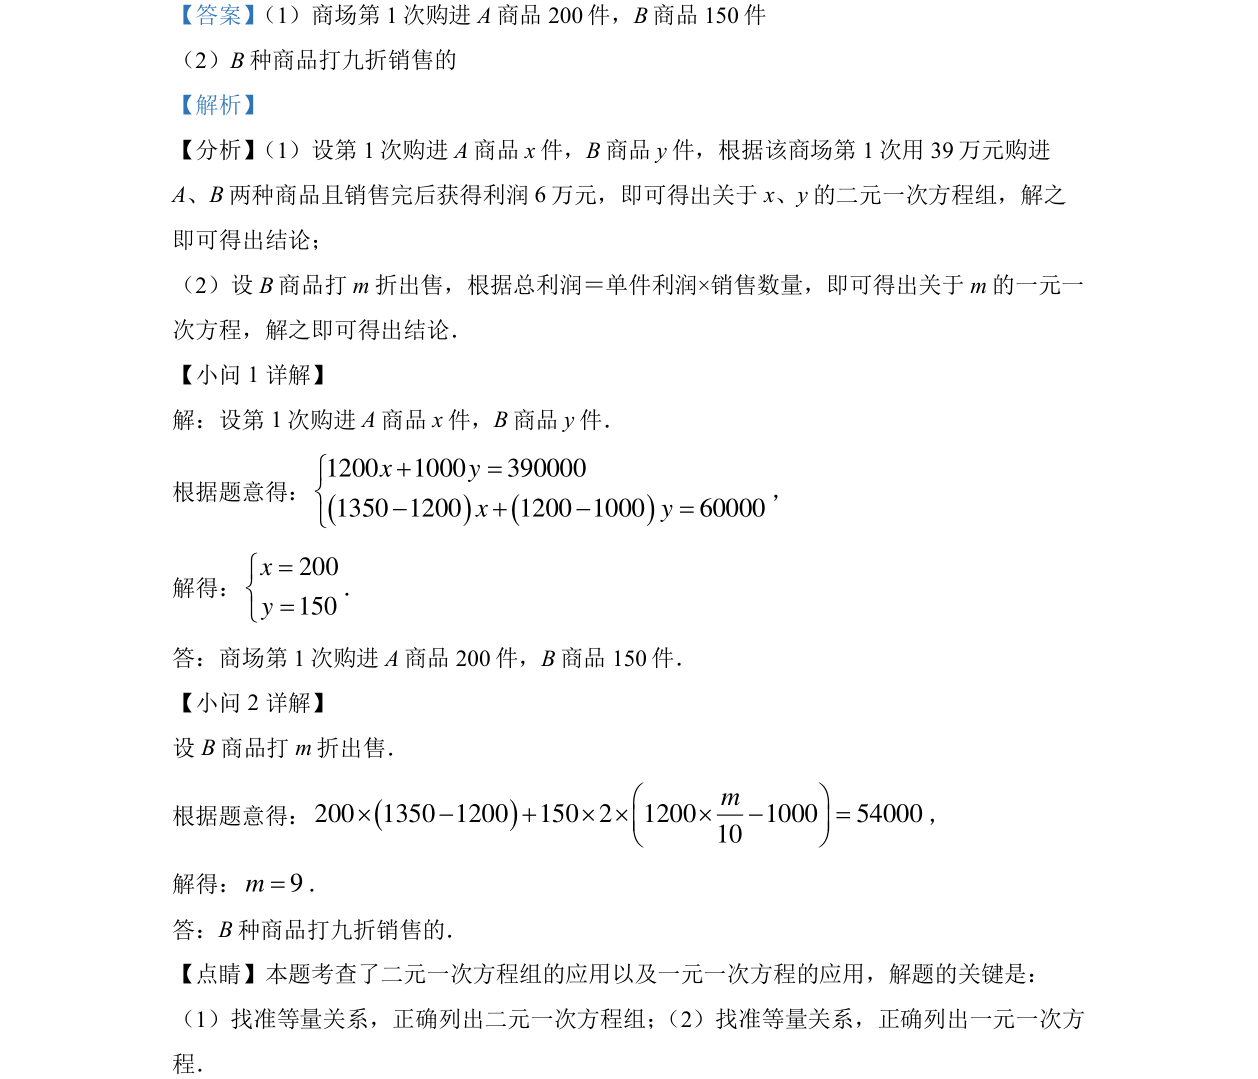 【答案】（1）商场第 1 次购进 A 商品 200 件，B 商品 150 件
（2）B 种商品打九折销售的
【解析】
【分析】（1）设第 1 次购进 A 商品 x 件，B 商品 y 件，根据该商场第 1 次用 39 万元购进
A、B 两种商品且销售完后获得利润 6 万元，即可得出关于 x、y 的二元一次方程组，解之
即可得出结论；
（2）设 B 商品打 m 折出售，根据总利润＝单件利润×销售数量，即可得出关于 m 的一元一
次方程，解之即可得出结论．
【小问 1 详解】
解：设第 1 次购进 A 商品 x 件，B 商品 y 件．
根据题意得：{1200x+1000y=390000
(1350−1200)x+(1200−1000)y=60000，
解得：{x=200
y=150．
答：商场第 1 次购进 A 商品 200 件，B 商品 150 件．
【小问 2 详解】
设 B 商品打 m 折出售．
根据题意得：200×(1350−1200)+150×2×(1200×m/10−1000)=54000，
解得：m=9．
答：B 种商品打九折销售的．
【点睛】本题考查了二元一次方程组的应用以及一元一次方程的应用，解题的关键是：
（1）找准等量关系，正确列出二元一次方程组；（2）找准等量关系，正确列出一元一次方
程．